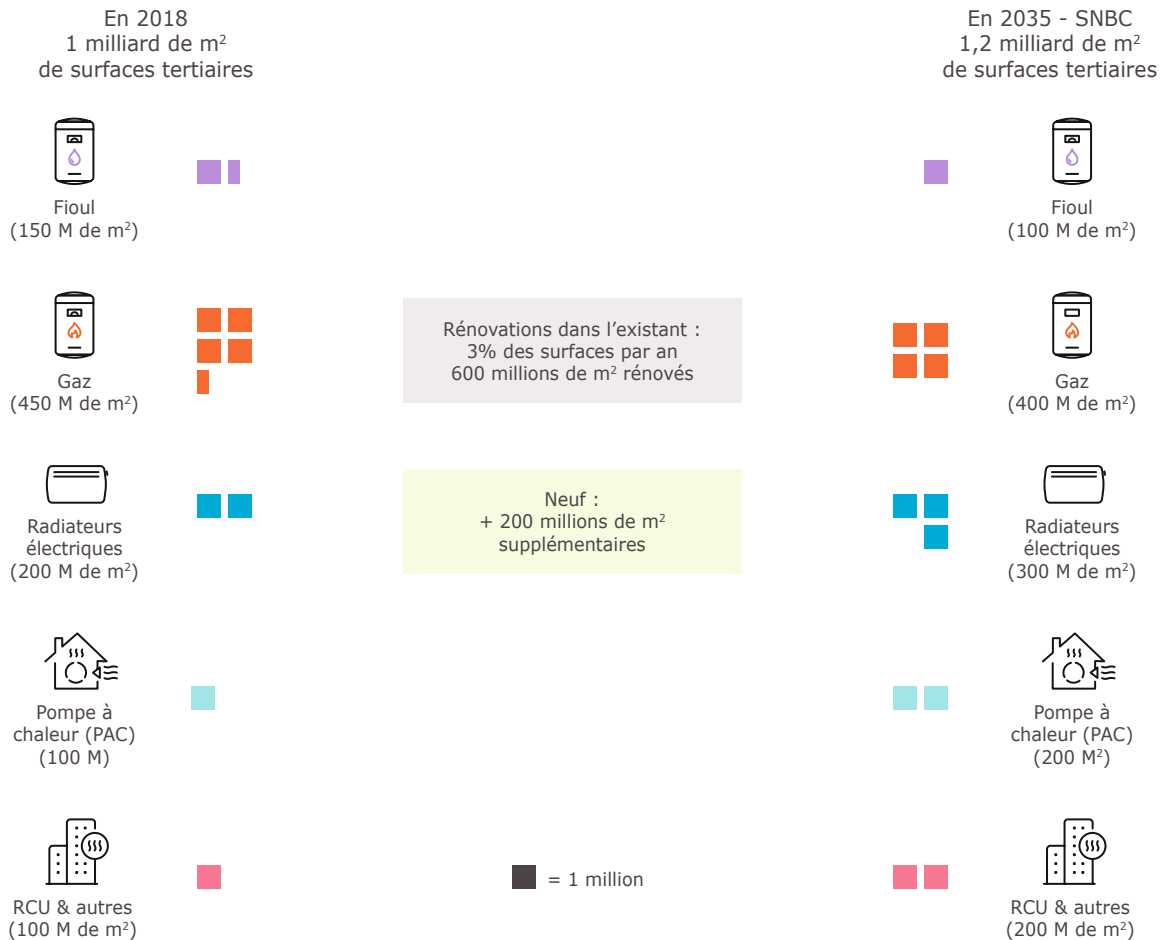 En 2018
1 milliard de m²
de surfaces tertiaires
En 2035 - SNBC
1,2 milliard de m²
de surfaces tertiaires
Fioul
(150 M de m²)
Fioul
(100 M de m²)
Gaz
(450 M de m²)
Rénovations dans l’existant :
3% des surfaces par an
600 millions de m² rénovés
Gaz
(400 M de m²)
Radiateurs
électriques
(200 M de m²)
Neuf :
+ 200 millions de m²
supplémentaires
Radiateurs
électriques
(300 M de m²)
Pompe à
chaleur (PAC)
(100 M)
Pompe à
chaleur (PAC)
(200 M²)
RCU & autres
(100 M de m²)
= 1 million
RCU & autres
(200 M de m²)